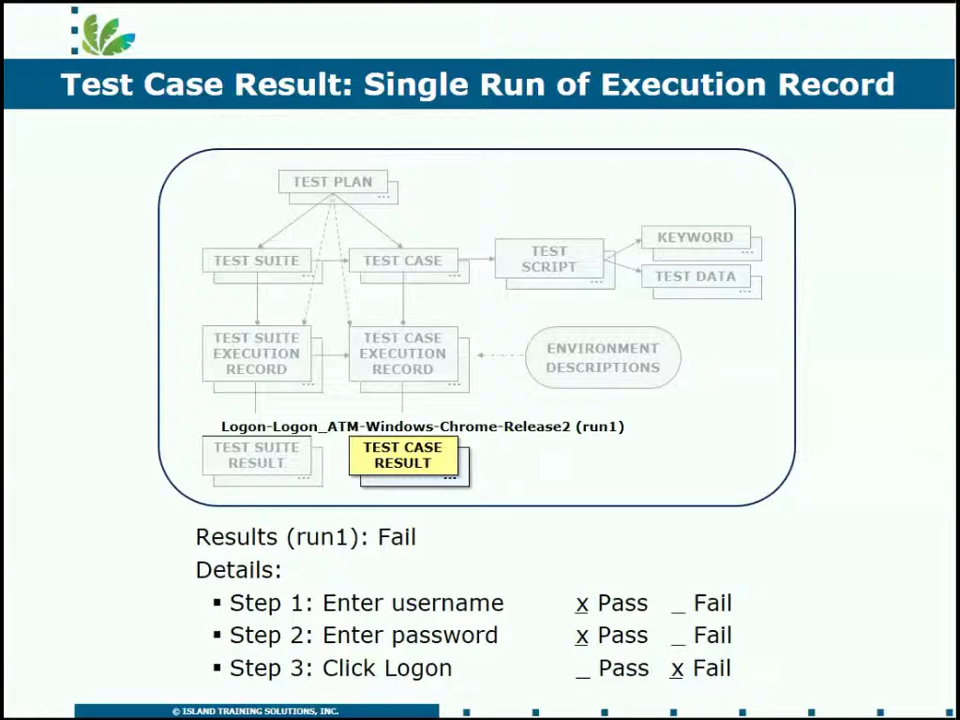 Test Case Result: Single Run of Execution Record
TEST PLAN
...
TEST SUITE
...
TEST CASE
...
TEST
SCRIPT
...
KEYWORD
...
TEST DATA
...
TEST SUITE
EXECUTION
RECORD
...
TEST CASE
EXECUTION
RECORD
...
ENVIRONMENT
DESCRIPTIONS
Logon-Logon_ATM-Windows-Chrome-Release2 (run1)
TEST SUITE
RESULT
...
TEST CASE
RESULT
...
Results (run1): Fail
Details:
▪ Step 1: Enter username x Pass _ Fail
▪ Step 2: Enter password x Pass _ Fail
▪ Step 3: Click Logon _ Pass x Fail
© ISLAND TRAINING SOLUTIONS, INC.